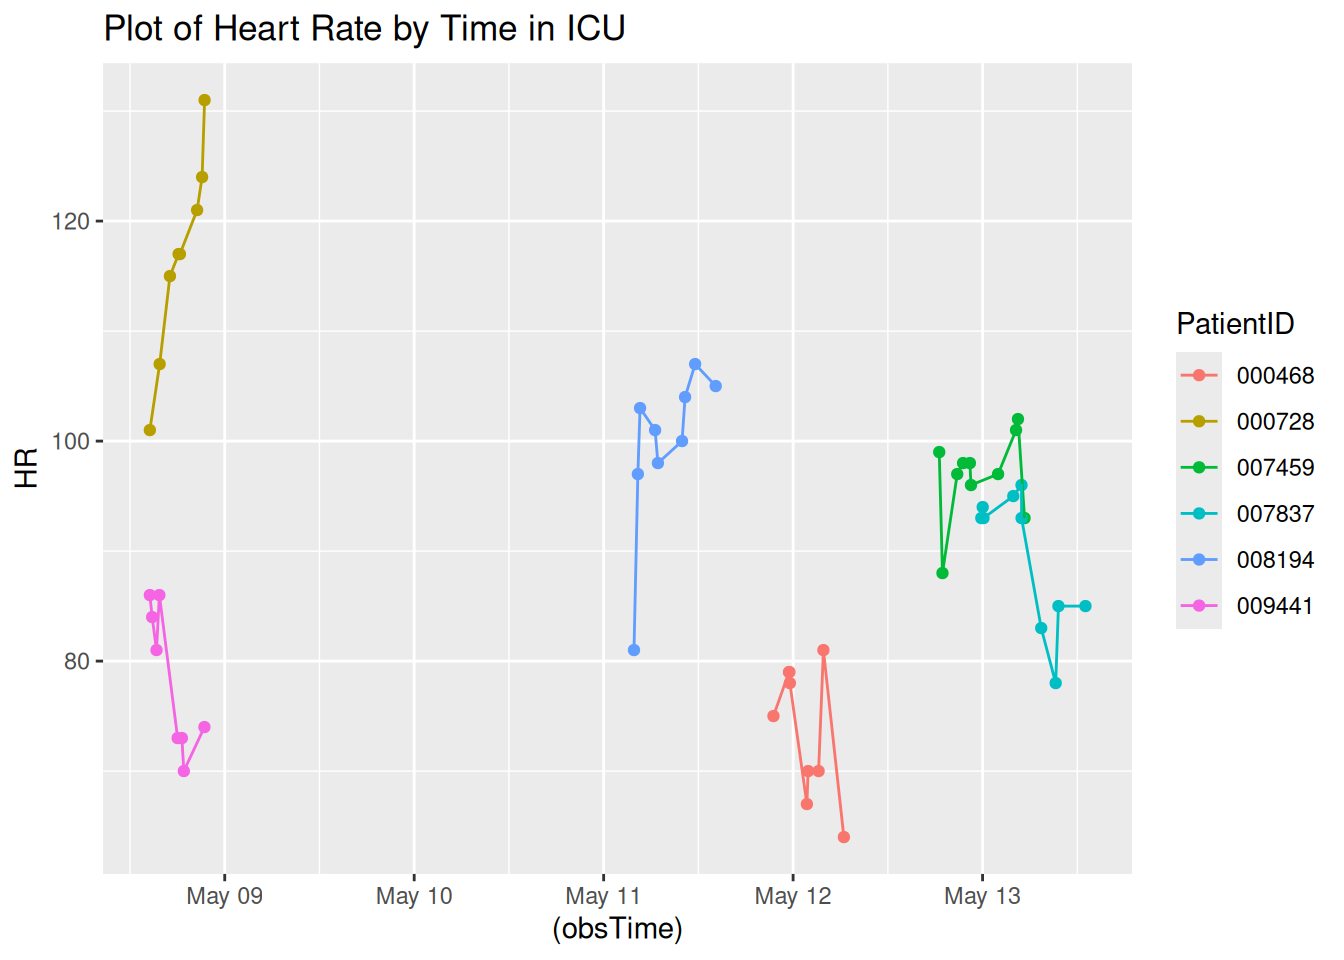 Plot of Heart Rate by Time in ICU
120
100
80
HR
May 09
May 10
May 11
May 12
May 13
(obsTime)
PatientID
000468
000728
007459
007837
008194
009441